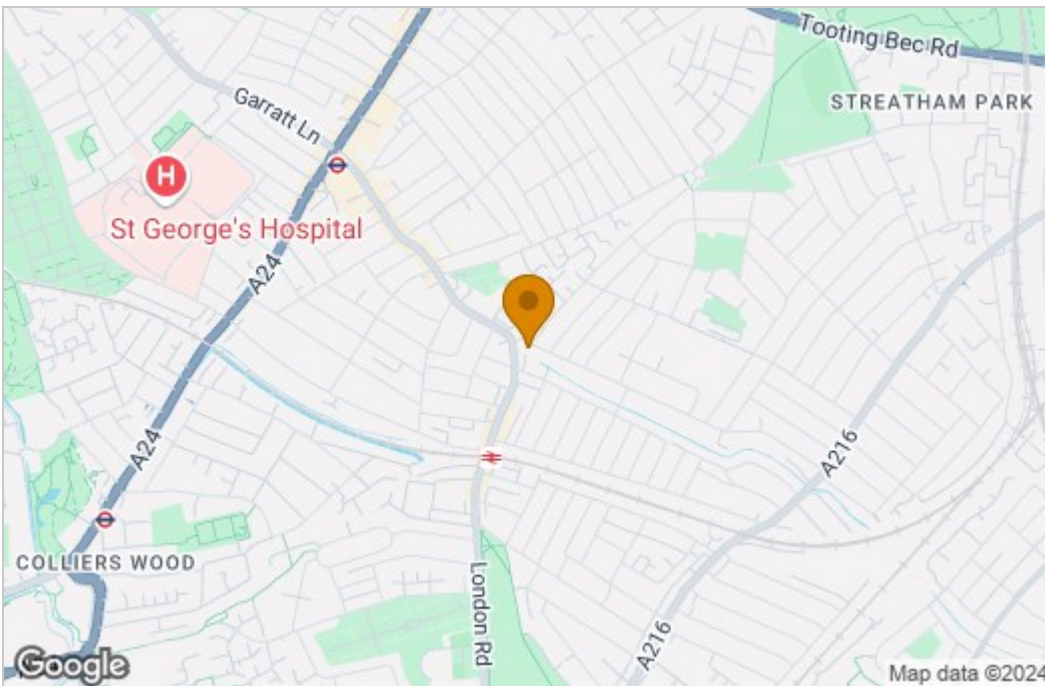 Tooting Bec Rd
STREATHAM PARK
Garratt Ln
H
St George's Hospital
A24
A24
A216
COLLIERS WOOD
London Rd
A216
Google
Map data ©2024